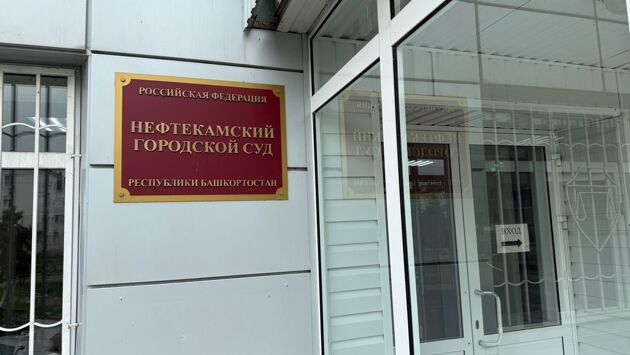 РОССИЙСКАЯ ФЕДЕРАЦИЯ
НЕФТЕКАМСКИЙ
ГОРОДСКОЙ СУД
РЕСПУБЛИКИ БАШКОРТОСТАН
ВХОД